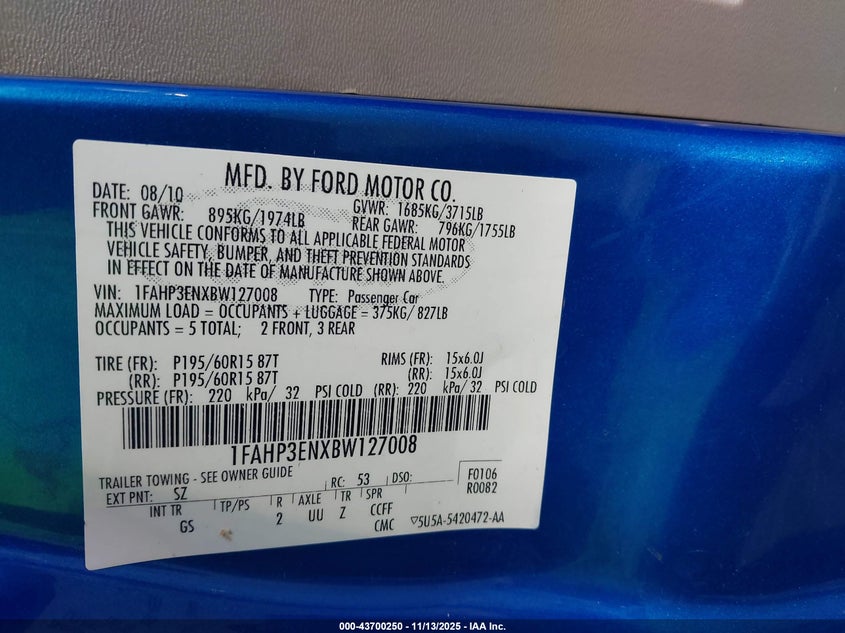 MFD. BY FORD MOTOR CO.
DATE: 08/10 GVWR: 1685KG/3715LB
FRONT GAWR: 895KG/1974LB REAR GAWR: 796KG/1755LB
THIS VEHICLE CONFORMS TO ALL APPLICABLE FEDERAL MOTOR
VEHICLE SAFETY, BUMPER, AND THEFT PREVENTION STANDARDS
IN EFFECT ON THE DATE OF MANUFACTURE SHOWN ABOVE.
VIN: 1FAHP3ENXBW127008 TYPE: Passenger Car
MAXIMUM LOAD = OCCUPANTS + LUGGAGE = 375KG/ 827LB
OCCUPANTS = 5 TOTAL; 2 FRONT, 3 REAR
TIRE (FR): P195/60R15 87T RIMS (FR): 15x6.0J
(RR): P195/60R15 87T (RR): 15x6.0J
PRESSURE (FR): 220 kPa/ 32 PSI COLD (RR): 220 kPa/ 32 PSI COLD
1FAHP3ENXBW127008
TRAILER TOWING - SEE OWNER GUIDE
EXT PNT: SZ RC: 53 DSO: F0106
R0082
INT TR TP/PS R AXLE TR SPR
GS 2 UU Z CCFF
CMC ▽5U5A-5420472-AA
000-43700250 - 11/13/2025 - IAA Inc.